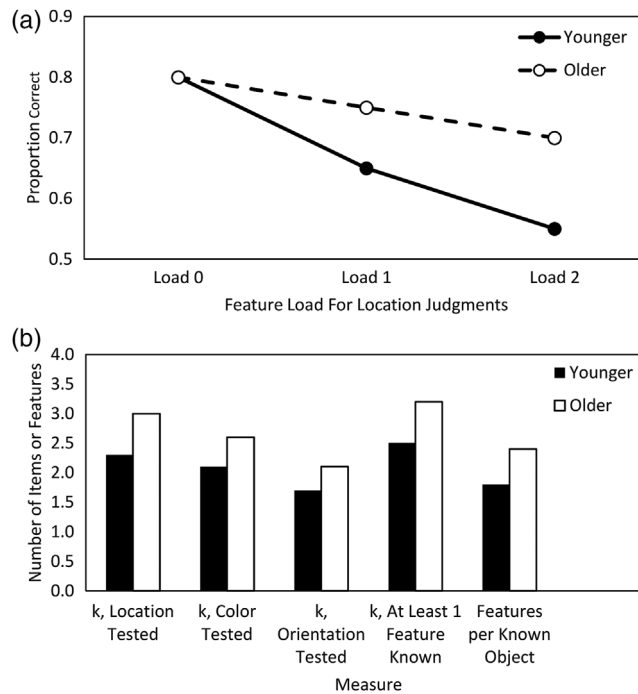 (a)
0.9
0.8
0.7
0.6
0.5
Proportion Correct
Younger
Older
Load 0 Load 1 Load 2
Feature Load For Location Judgments
(b)
4.0
3.5
3.0
2.5
2.0
1.5
1.0
0.5
0.0
Number of Items or Features
Younger
Older
k, Location
Tested
k, Color
Tested
k,
Orientation
Tested
k, At Least 1
Feature
Known
Features
per Known
Object
Measure